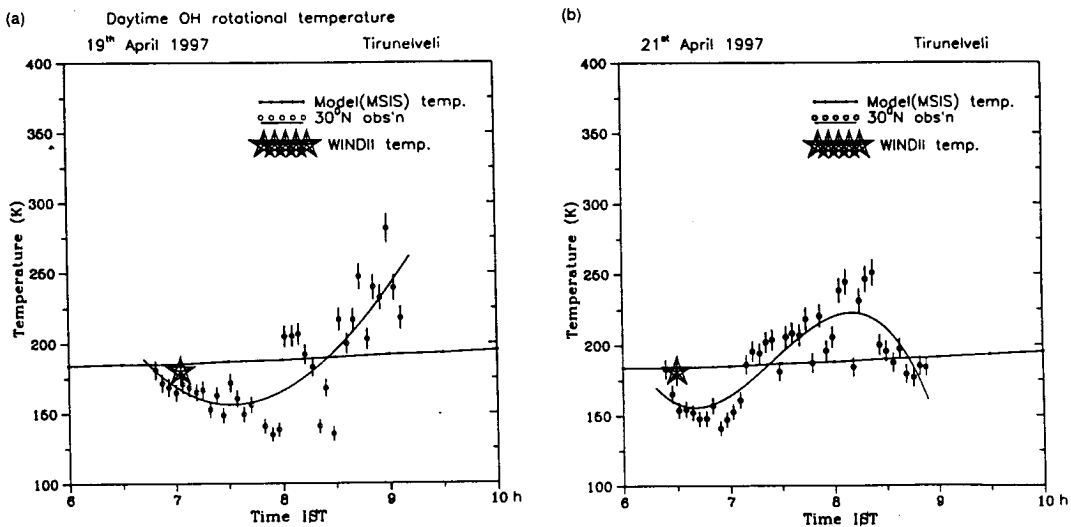 (a)
Daytime OH rotational temperature
19th April 1997 Tirunelveli
400
350
300
250
200
150
100
Temperature (K)
Model(MSIS) temp.
30°N obs'n
WINDII temp.
6 7 8 9 10 h
Time IST
(b)
21st April 1997 Tirunelveli
400
350
300
250
200
150
100
Temperature (K)
Model(MSIS) temp.
30°N obs'n
WINDII temp.
6 7 8 9 10 h
Time IST